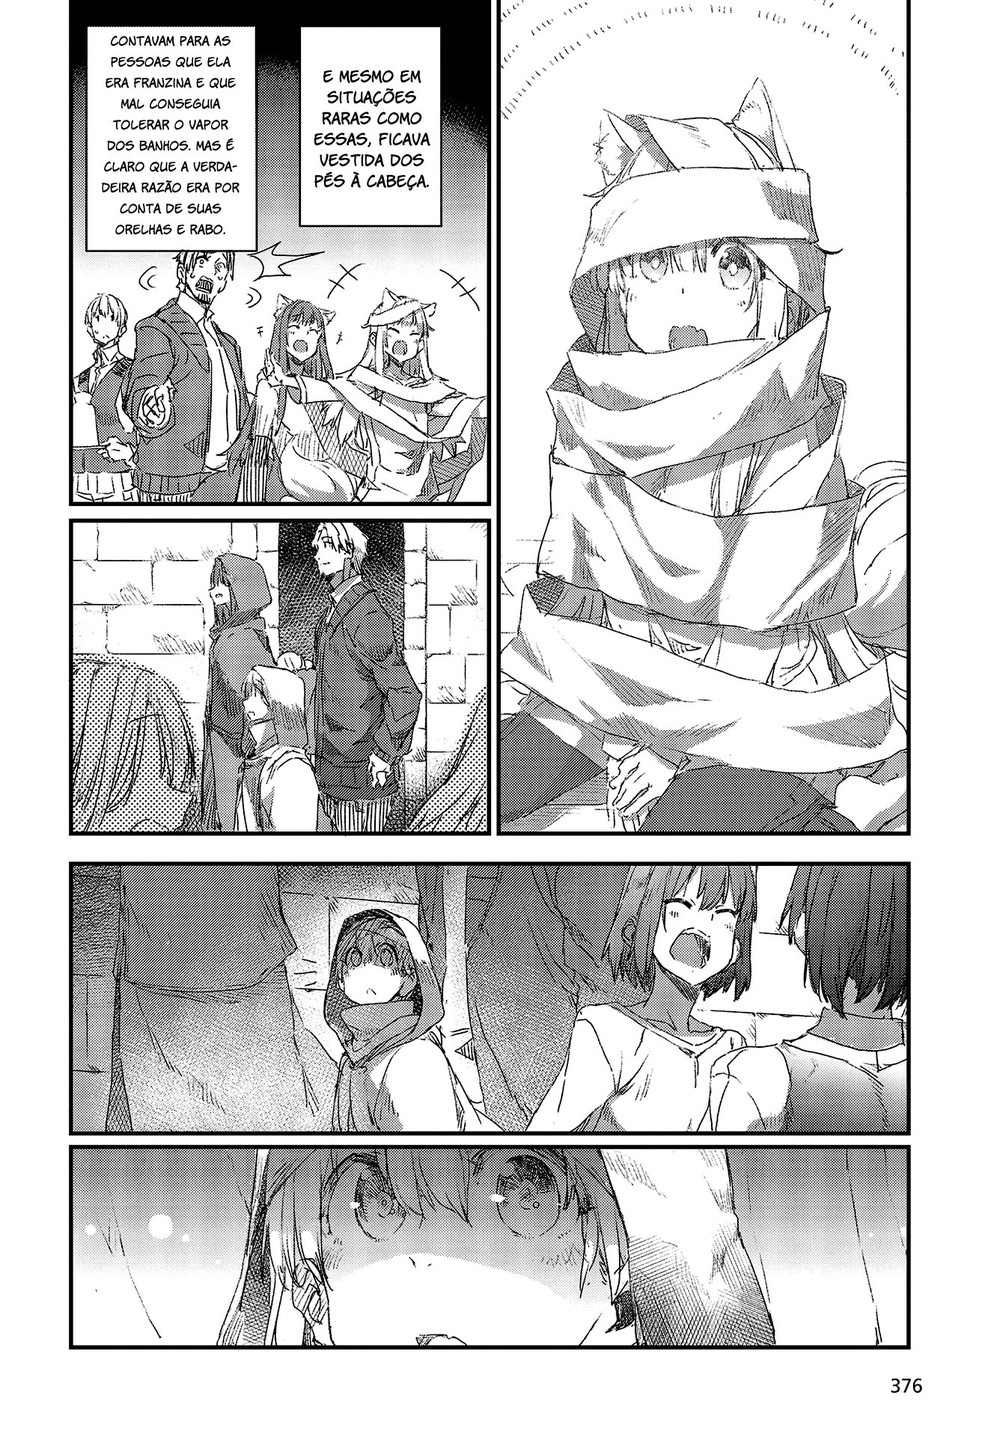 E MESMO EM
SITUAÇÕES
RARAS COMO
ESSAS, FICAVA
VESTIDA DOS
PÉS À CABEÇA.
CONTAVAM PARA AS
PESSOAS QUE ELA
ERA FRANZINA E QUE
MAL CONSEGUIA
TOLERAR O VAPOR
DOS BANHOS. MAS É
CLARO QUE A VERDA-
DEIRA RAZÃO ERA POR
CONTA DE SUAS
ORELHAS E RABO.
376